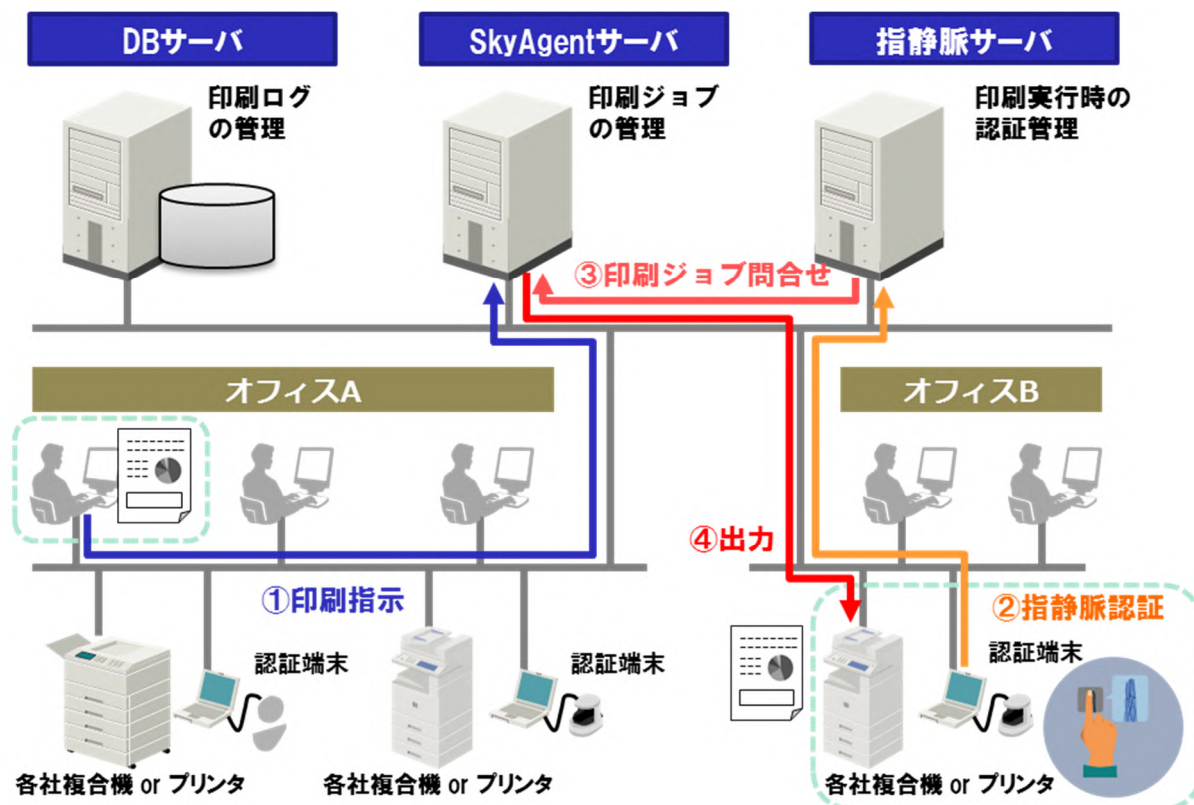 DBサーバ
SkyAgentサーバ
指静脈サーバ
印刷ログ
の管理
印刷ジョブ
の管理
印刷実行時の
認証管理
③印刷ジョブ問合せ
オフィスA
オフィスB
④出力
①印刷指示
②指静脈認証
認証端末
認証端末
認証端末
各社複合機 or プリンタ
各社複合機 or プリンタ
各社複合機 or プリンタ